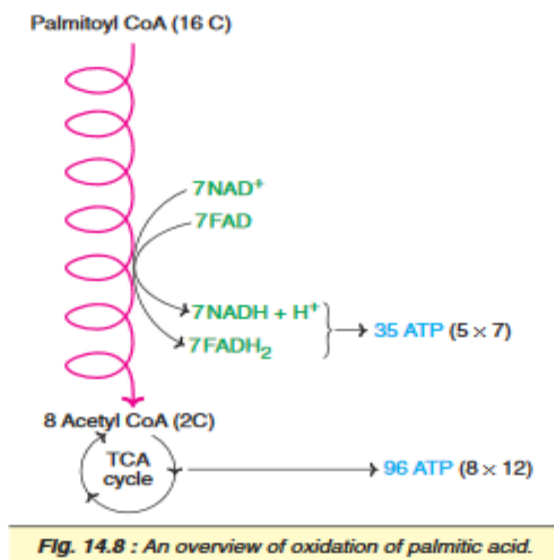 Palmitoyl CoA (16 C)
7NAD⁺
7FAD
7NADH + H⁺
7FADH₂
35 ATP (5 × 7)
8 Acetyl CoA (2C)
TCA
cycle
96 ATP (8 × 12)
Fig. 14.8 : An overview of oxidation of palmitic acid.